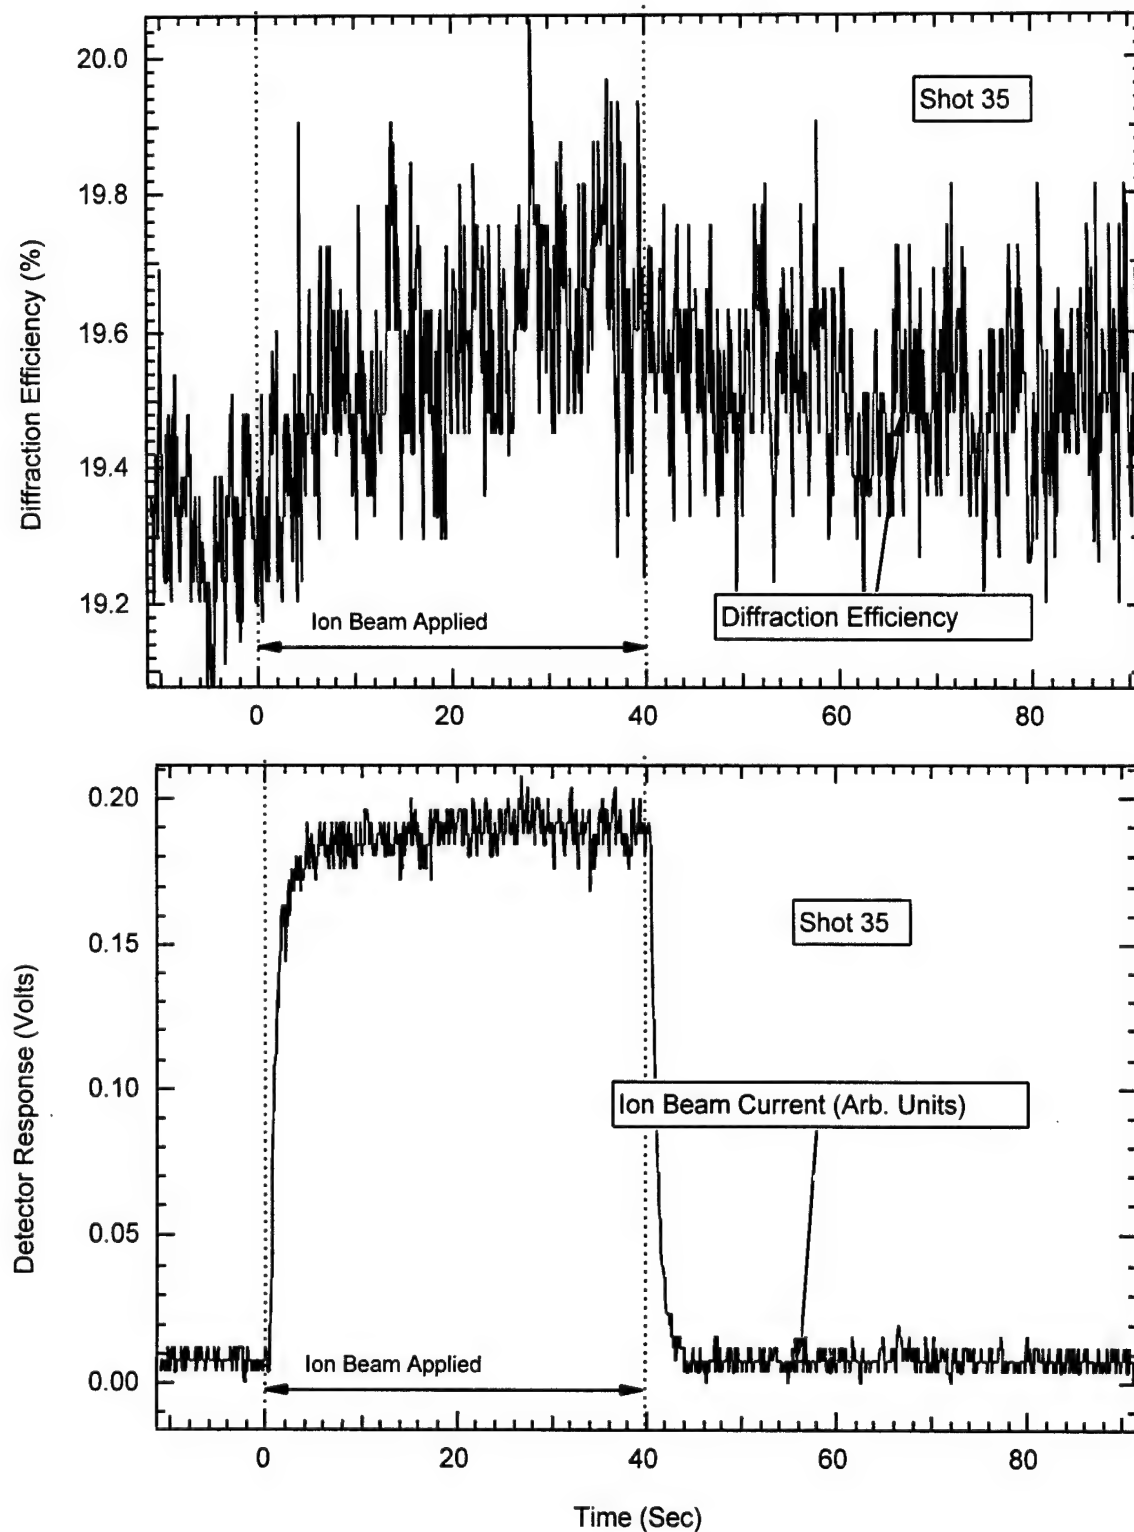 20.0
19.8
19.6
19.4
19.2
Diffraction Efficiency (%)
Shot 35
Ion Beam Applied
Diffraction Efficiency
0 20 40 60 80
0.20
0.15
0.10
0.05
0.00
Detector Response (Volts)
Shot 35
Ion Beam Current (Arb. Units)
Ion Beam Applied
0 20 40 60 80
Time (Sec)